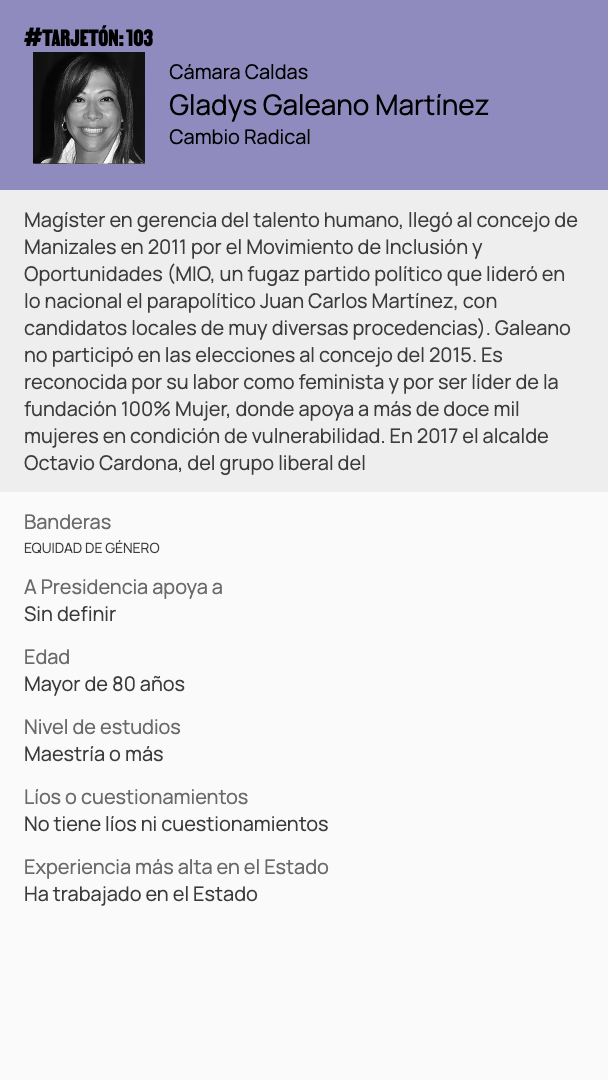 #TARJETÓN: 103
Cámara Caldas
Gladys Galeano Martínez
Cambio Radical
Magíster en gerencia del talento humano, llegó al concejo de
Manizales en 2011 por el Movimiento de Inclusión y
Oportunidades (MIO, un fugaz partido político que lideró en
lo nacional el parapolítico Juan Carlos Martínez, con
candidatos locales de muy diversas procedencias). Galeano
no participó en las elecciones al concejo del 2015. Es
reconocida por su labor como feminista y por ser líder de la
fundación 100% Mujer, donde apoya a más de doce mil
mujeres en condición de vulnerabilidad. En 2017 el alcalde
Octavio Cardona, del grupo liberal del
Banderas
EQUIDAD DE GÉNERO
A Presidencia apoya a
Sin definir
Edad
Mayor de 80 años
Nivel de estudios
Maestría o más
Líos o cuestionamientos
No tiene líos ni cuestionamientos
Experiencia más alta en el Estado
Ha trabajado en el Estado